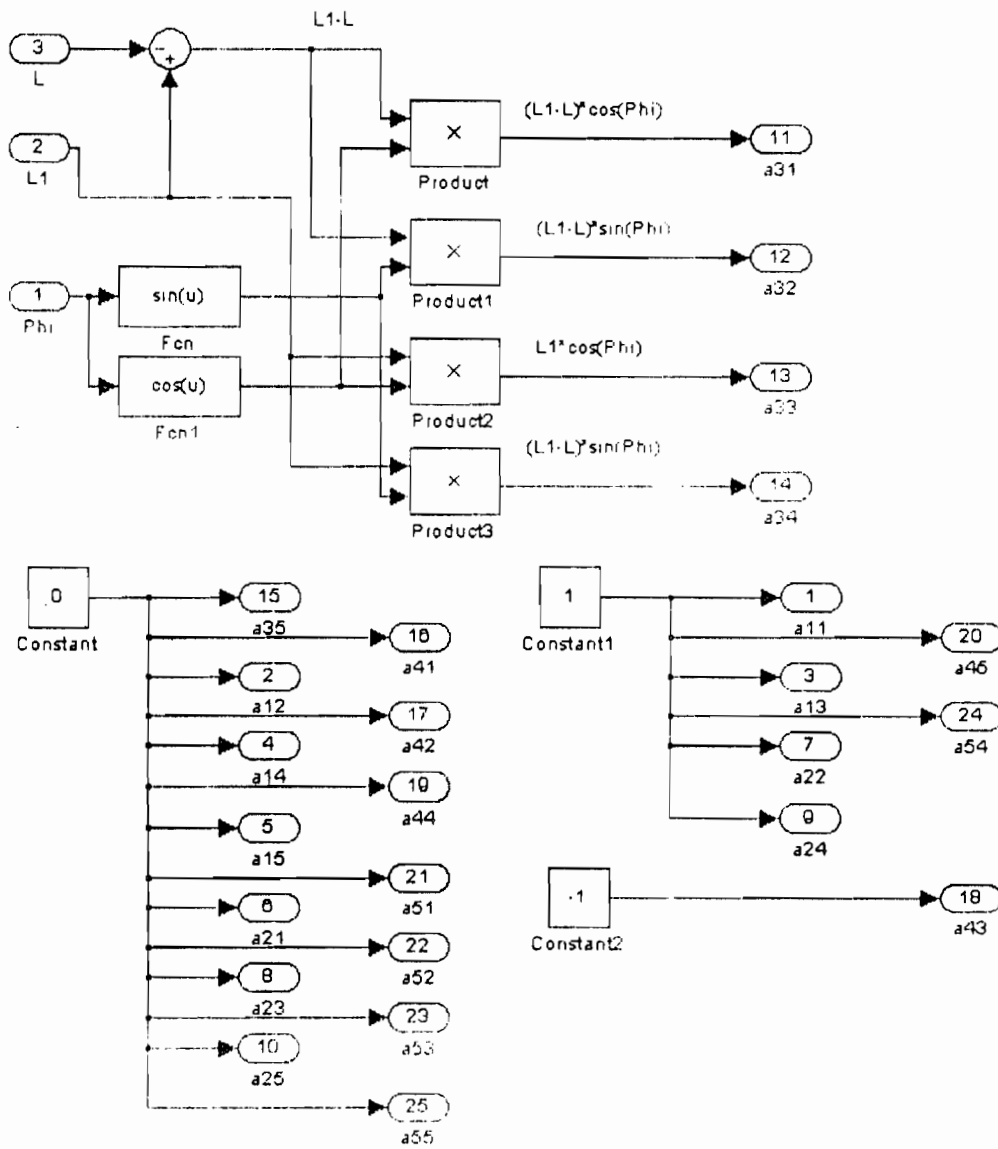 L1-L
3
L
-
+
2
L1
×
Product
(L1-L)*cos(Phi)
11
a31
×
Product1
(L1-L)*sin(Phi)
12
a32
1
Phi
sin(u)
Fcn
cos(u)
Fcn1
×
Product2
L1*cos(Phi)
13
a33
×
Product3
(L1-L)*sin(Phi)
14
a34
0
Constant
15
a35
16
a41
2
a12
17
a42
4
a14
19
a44
5
a15
21
a51
6
a21
22
a52
8
a23
23
a53
10
a25
25
a55
1
Constant1
1
a11
20
a45
3
a13
24
a54
7
a22
9
a24
-1
Constant2
18
a43